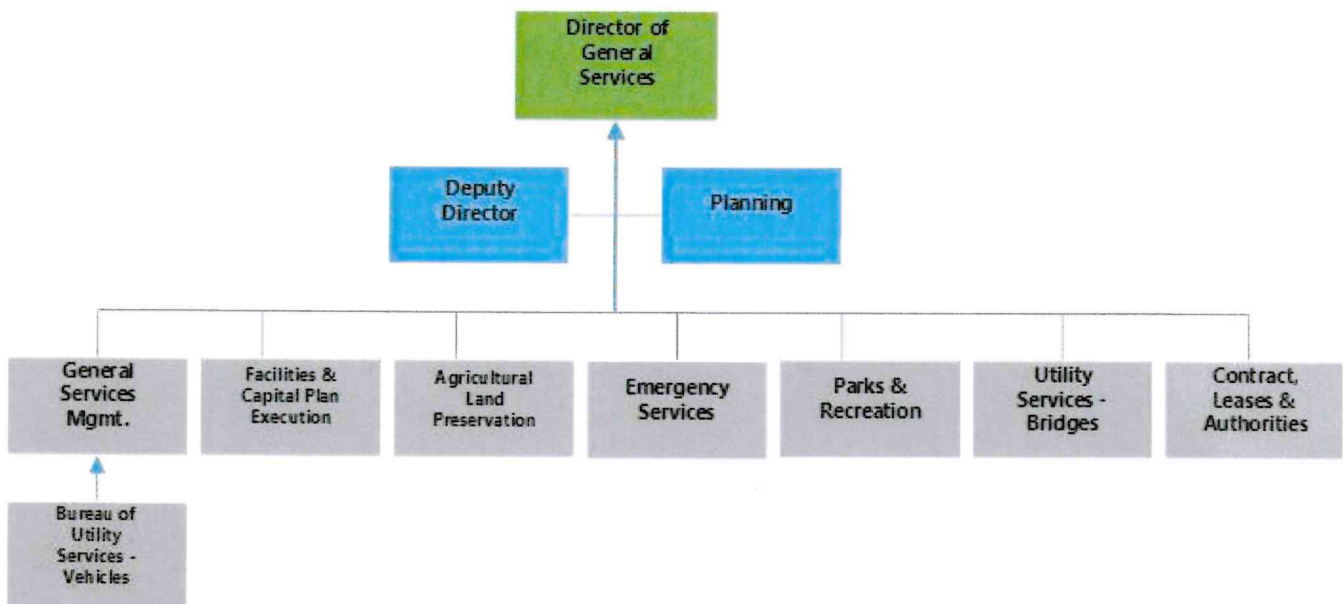 Director of
General
Services
Deputy
Director
Planning
General
Services
Mgmt.
Facilities &
Capital Plan
Execution
Agricultural
Land
Preservation
Emergency
Services
Parks &
Recreation
Utility
Services -
Bridges
Contract,
Leases &
Authorities
Bureau of
Utility
Services -
Vehicles